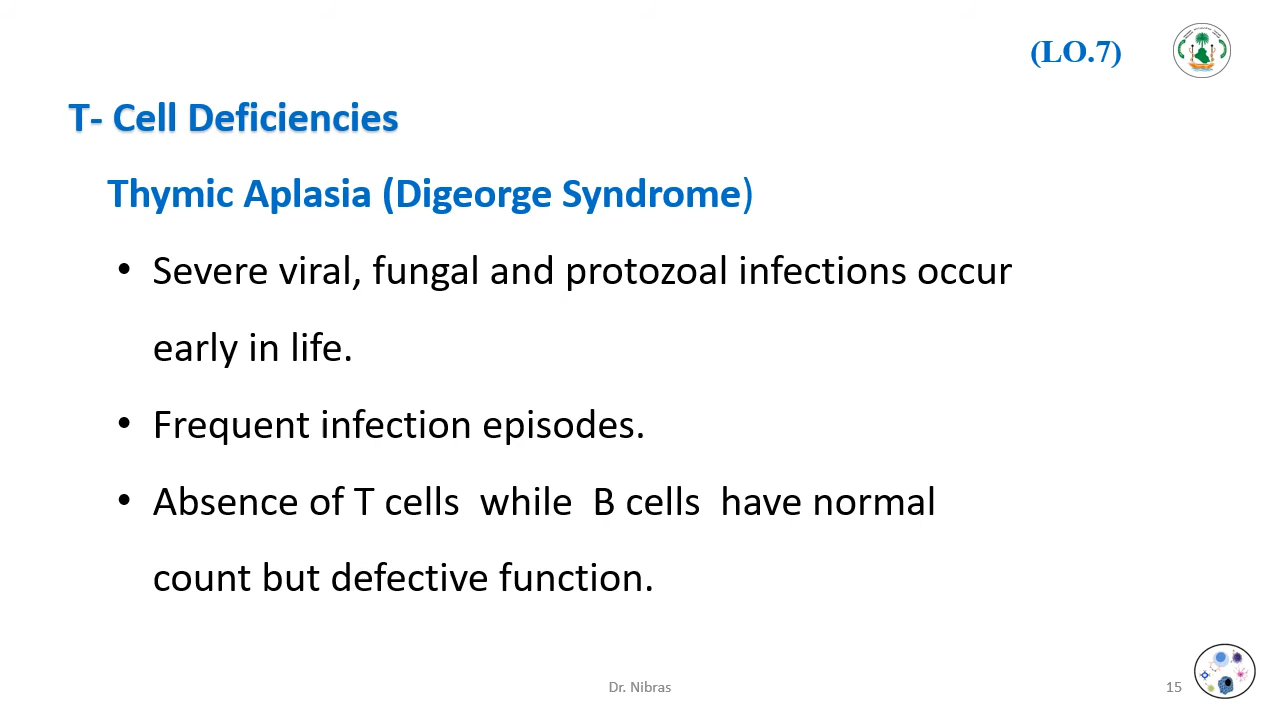 (LO.7)
T- Cell Deficiencies
Thymic Aplasia (Digeorge Syndrome)
• Severe viral, fungal and protozoal infections occur
early in life.
• Frequent infection episodes.
• Absence of T cells  while  B cells  have normal
count but defective function.
Dr. Nibras
15